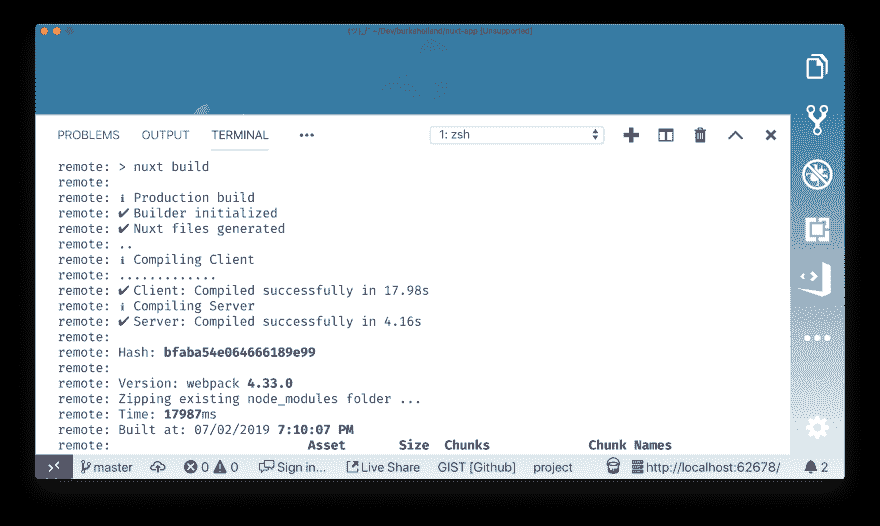 PROBLEMS OUTPUT TERMINAL ••• 1: zsh
remote: > nuxt build
remote:
remote: ℹ Production build
remote: ✔ Builder initialized
remote: ✔ Nuxt files generated
remote: ..
remote: ℹ Compiling Client
remote: .............
remote: ✔ Client: Compiled successfully in 17.98s
remote: ℹ Compiling Server
remote: ✔ Server: Compiled successfully in 4.16s
remote:
remote: Hash: bfaba54e064666189e99
remote:
remote: Version: webpack 4.33.0
remote: Zipping existing node_modules folder ...
remote: Time: 17987ms
remote: Built at: 07/02/2019 7:10:07 PM
remote: Asset Size Chunks Chunk Names
master 0 0 Sign in... Live Share GIST [Github] project http://localhost:62678/ 2